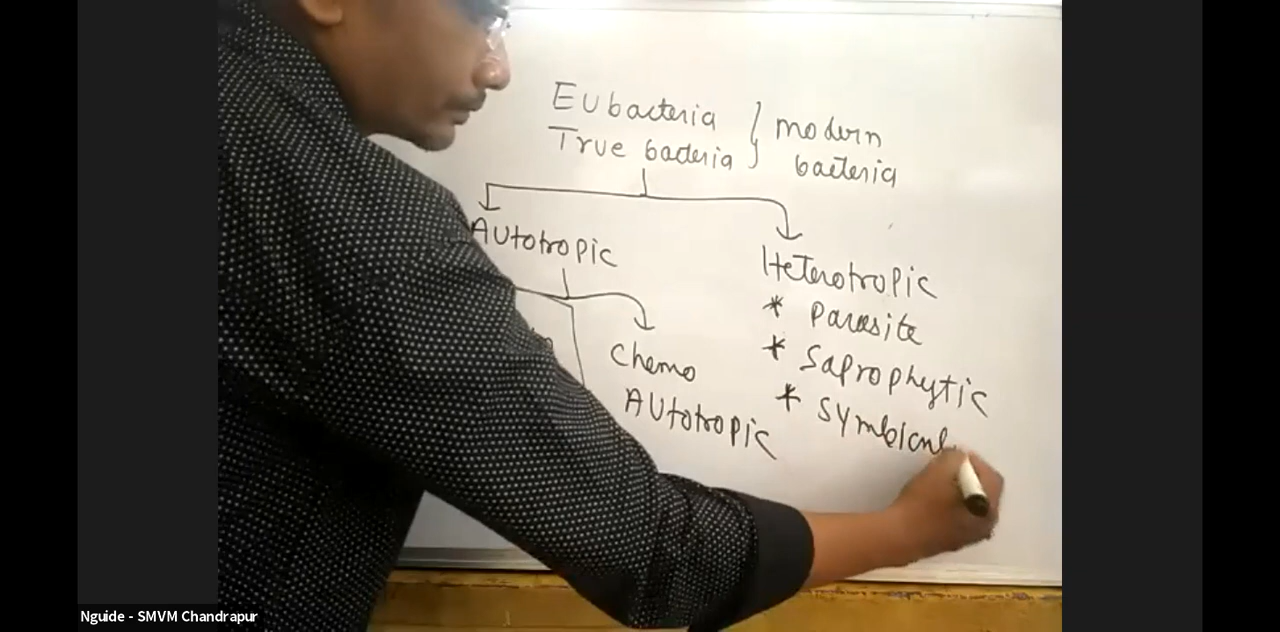 Eubacteria } modern
True bacteria bacteria
Autotropic
Heterotropic
* Parasite
Chemo
* Saprophytic
Autotropic
* Symbiont
Nguide - SMVM Chandrapur